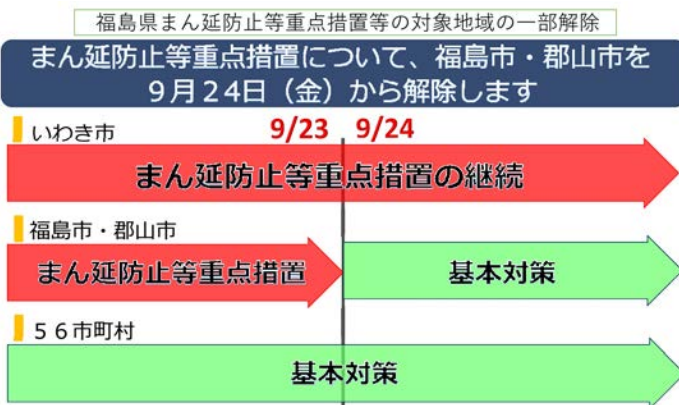 福島県まん延防止等重点措置等の対象地域の一部解除
まん延防止等重点措置について、福島市・郡山市を
９月２４日（金）から解除します
いわき市
9/23 9/24
まん延防止等重点措置の継続
福島市・郡山市
まん延防止等重点措置
基本対策
５６市町村
基本対策